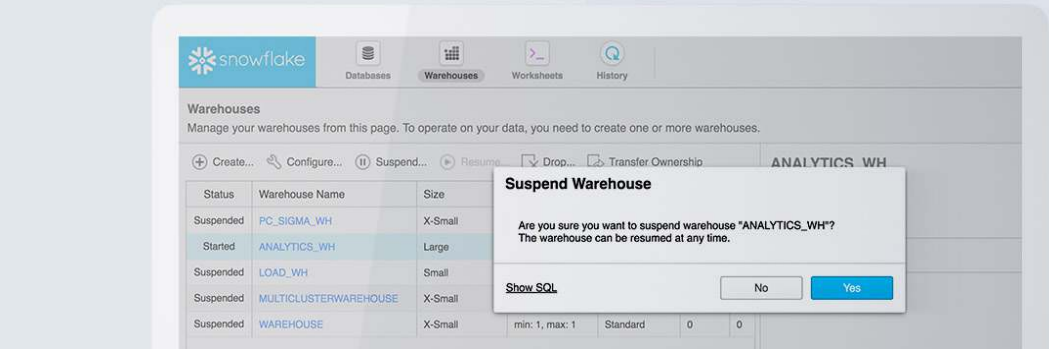 snowflake
Databases Warehouses Worksheets History
Warehouses
Manage your warehouses from this page. To operate on your data, you need to create one or more warehouses.
Create... Configure... Suspend... Resume... Drop... Transfer Ownership ANALYTICS_WH
Status Warehouse Name Size
Suspended PC_SIGMA_WH X-Small
Started ANALYTICS_WH Large
Suspended LOAD_WH Small
Suspended MULTICLUSTERWAREHOUSE X-Small
Suspended WAREHOUSE X-Small min: 1, max: 1 Standard 0 0
Suspend Warehouse
Are you sure you want to suspend warehouse "ANALYTICS_WH"?
The warehouse can be resumed at any time.
Show SQL No Yes